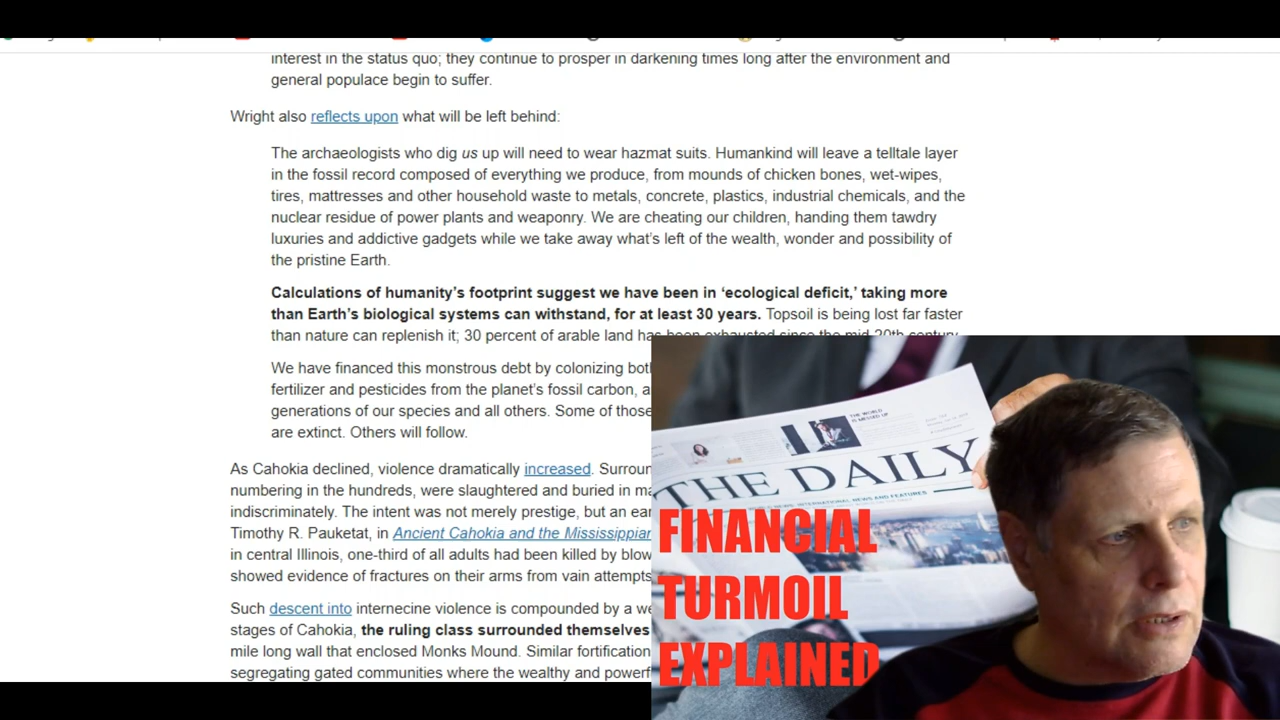 interest in the status quo; they continue to prosper in darkening times long after the environment and
general populace begin to suffer.
Wright also reflects upon what will be left behind:
The archaeologists who dig us up will need to wear hazmat suits. Humankind will leave a telltale layer
in the fossil record composed of everything we produce, from mounds of chicken bones, wet-wipes,
tires, mattresses and other household waste to metals, concrete, plastics, industrial chemicals, and the
nuclear residue of power plants and weaponry. We are cheating our children, handing them tawdry
luxuries and addictive gadgets while we take away what's left of the wealth, wonder and possibility of
the pristine Earth.
Calculations of humanity's footprint suggest we have been in 'ecological deficit,' taking more
than Earth's biological systems can withstand, for at least 30 years. Topsoil is being lost far faster
than nature can replenish it; 30 percent of arable land has been exhausted since the mid-20th century.
We have financed this monstrous debt by colonizing bot
fertilizer and pesticides from the planet's fossil carbon, a
generations of our species and all others. Some of those
are extinct. Others will follow.
As Cahokia declined, violence dramatically increased. Surroun
numbering in the hundreds, were slaughtered and buried in ma
indiscriminately. The intent was not merely prestige, but an ear
Timothy R. Pauketat, in Ancient Cahokia and the Mississippian
in central Illinois, one-third of all adults had been killed by blow
showed evidence of fractures on their arms from vain attempts
Such descent into internecine violence is compounded by a we
stages of Cahokia, the ruling class surrounded themselves
mile long wall that enclosed Monks Mound. Similar fortification
segregating gated communities where the wealthy and powerf
THE WORLD
IS MESSED UP
THE DAILY
WORLD NEWS, INTERNATIONAL NEWS AND FEATURES
FINANCIAL
TURMOIL
EXPLAINED